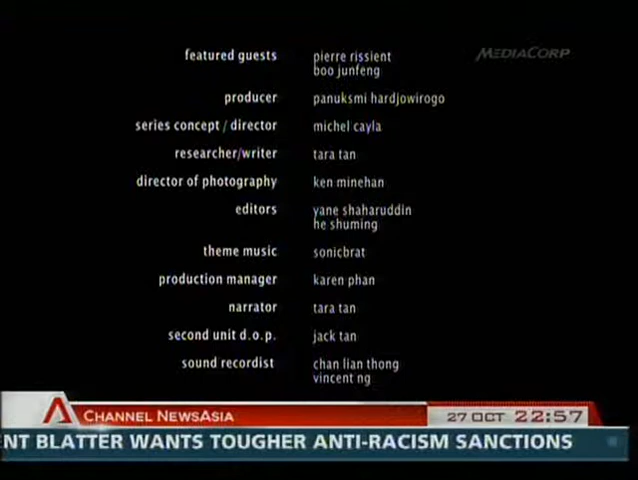 MEDIACORP
featured guests pierre rissient
boo junfeng
producer panuksmi hardjowirogo
series concept / director michel cayla
researcher/writer tara tan
director of photography ken minehan
editors yane shaharuddin
he shuming
theme music sonicbrat
production manager karen phan
narrator tara tan
second unit d.o.p. jack tan
sound recordist chan lian thong
vincent ng
CHANNEL NEWSASIA 27 OCT 22:57
NT BLATTER WANTS TOUGHER ANTI-RACISM SANCTIONS